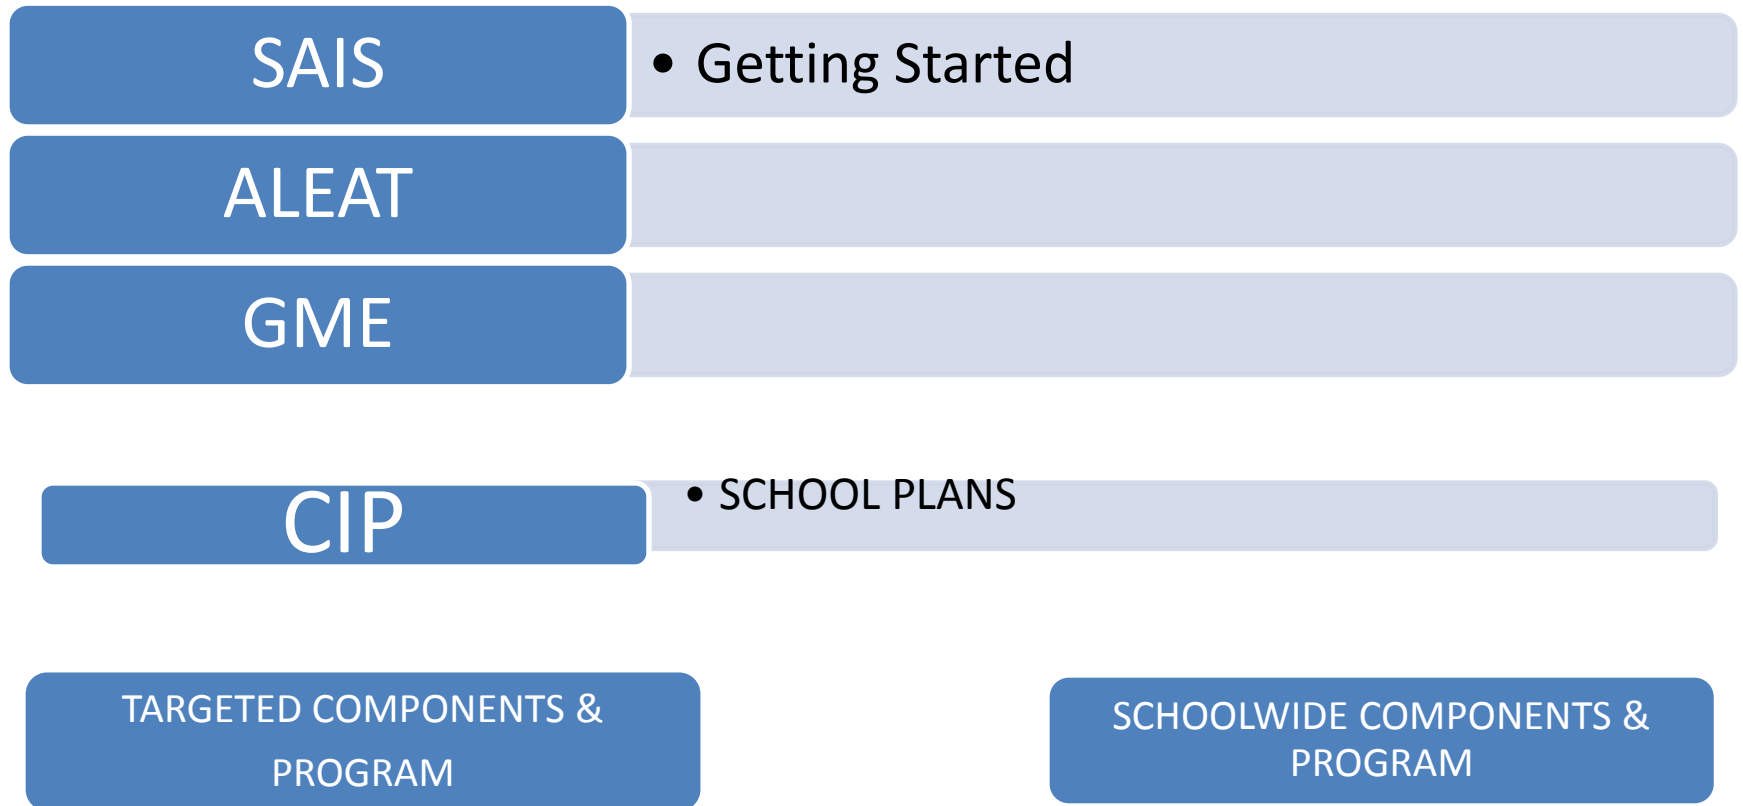 SAIS
• Getting Started
ALEAT
GME
CIP
• SCHOOL PLANS
TARGETED COMPONENTS &
PROGRAM
SCHOOLWIDE COMPONENTS &
PROGRAM